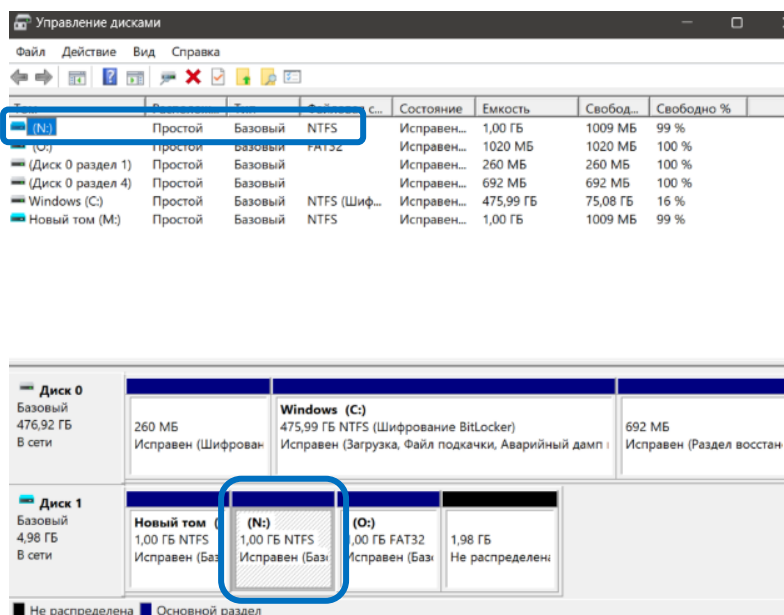 Управление дисками
Файл Действие Вид Справка
Состояние Емкость Свобод... Свободно %
(N:) Простой Базовый NTFS Исправен... 1,00 ГБ 1009 МБ 99 %
(O:) Простой Базовый FAT32 Исправен... 1020 МБ 1020 МБ 100 %
(Диск 0 раздел 1) Простой Базовый Исправен... 260 МБ 260 МБ 100 %
(Диск 0 раздел 4) Простой Базовый Исправен... 692 МБ 692 МБ 100 %
Windows (C:) Простой Базовый NTFS (Шиф... Исправен... 475,99 ГБ 75,08 ГБ 16 %
Новый том (M:) Простой Базовый NTFS Исправен... 1,00 ГБ 1009 МБ 99 %
Диск 0
Базовый
476,92 ГБ
В сети
260 МБ
Исправен (Шифрован
Windows (C:)
475,99 ГБ NTFS (Шифрование BitLocker)
Исправен (Загрузка, Файл подкачки, Аварийный дамп
692 МБ
Исправен (Раздел восстан
Диск 1
Базовый
4,98 ГБ
В сети
Новый том (
1,00 ГБ NTFS
Исправен (Баз
(N:)
1,00 ГБ NTFS
Исправен (Баз
(O:)
1,00 ГБ FAT32
Исправен (Баз
1,98 ГБ
Не распределена
Не распределена Основной раздел